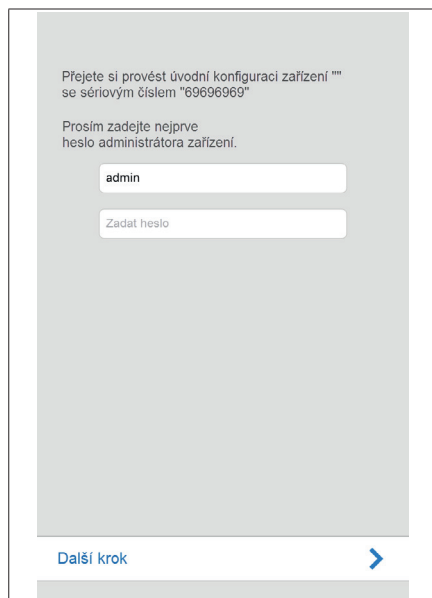 Přejete si provést úvodní konfiguraci zařízení ""
se sériovým číslem "69696969"
Prosím zadejte nejprve
heslo administrátora zařízení.
admin
Zadat heslo
Další krok